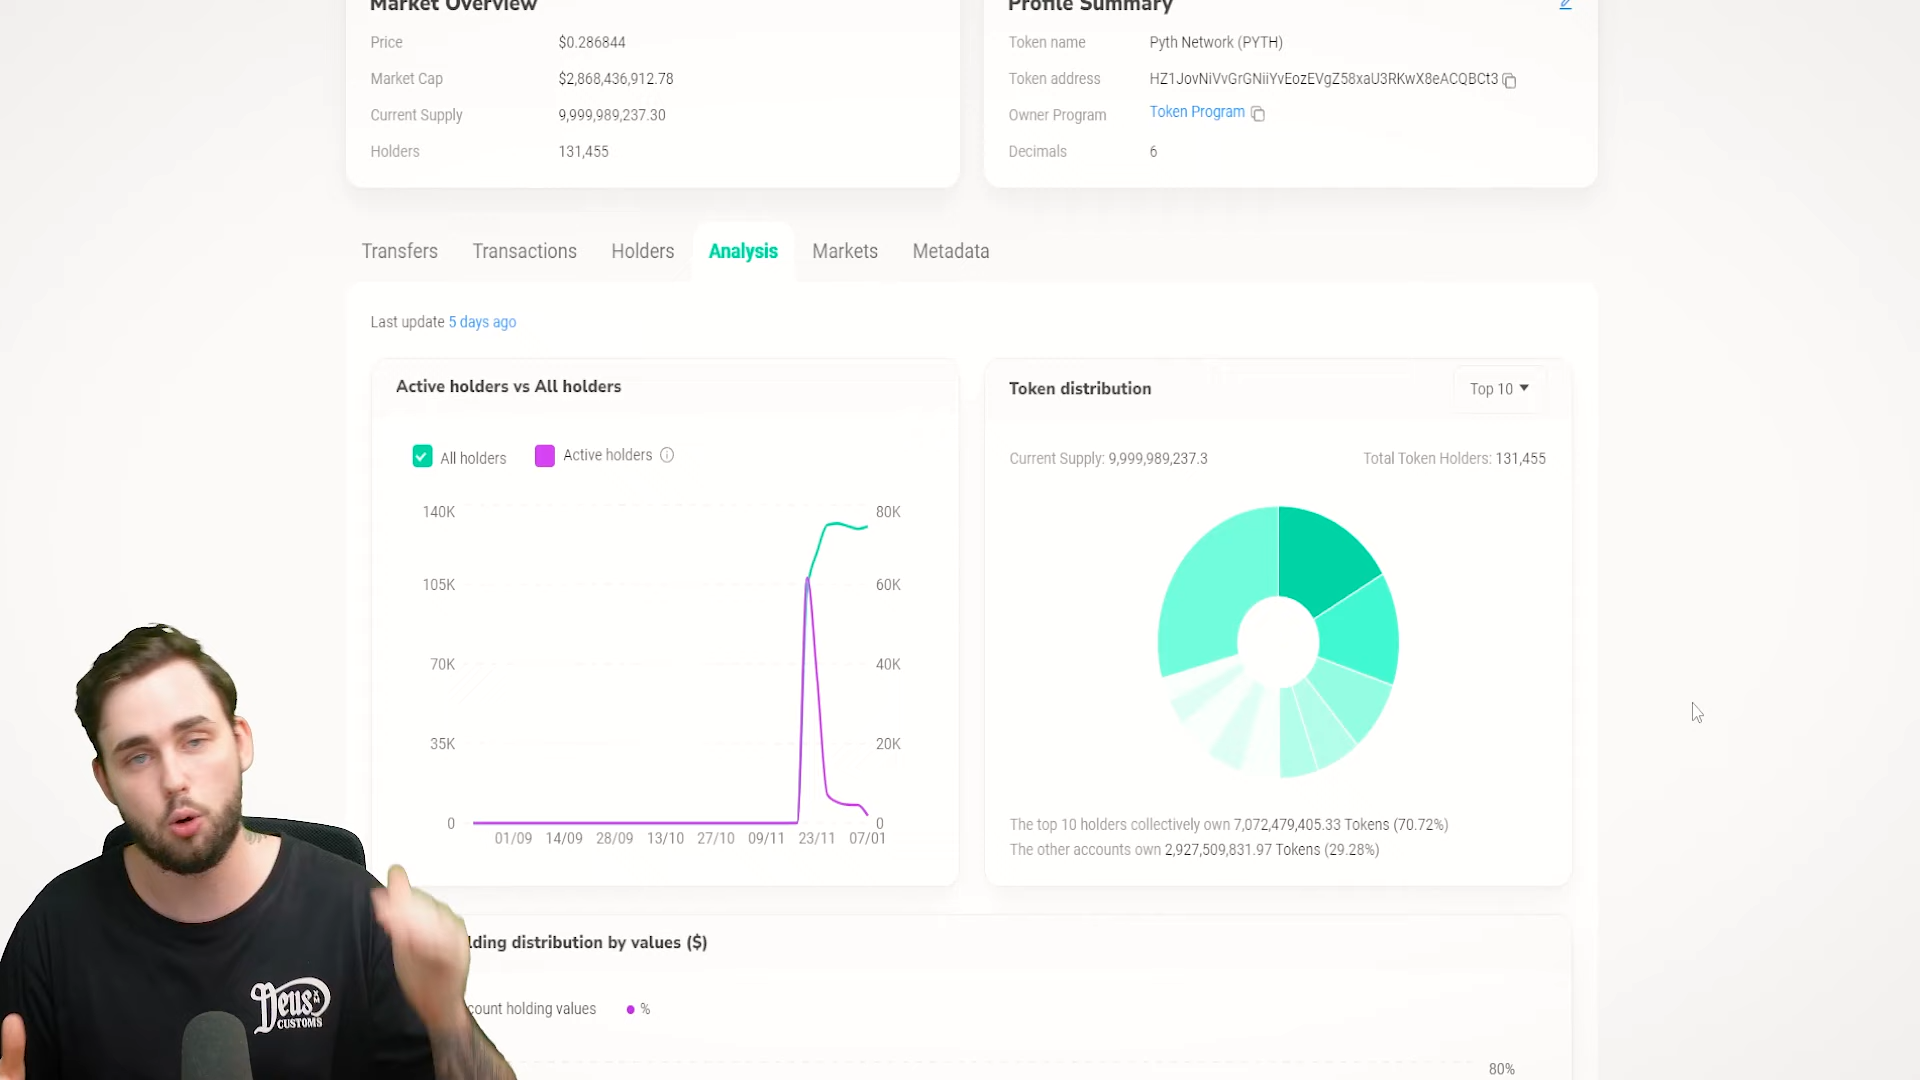 Market Overview
Price $0.286844
Market Cap $2,868,436,912.78
Current Supply 9,999,989,237.30
Holders 131,455
Profile Summary
Token name Pyth Network (PYTH)
Token address HZ1JovNiVvGrGNiiYvEozEVgZ58xaU3RKwX8eACQBCt3
Owner Program Token Program
Decimals 6
Transfers Transactions Holders Analysis Markets Metadata
Last update 5 days ago
Active holders vs All holders
All holders Active holders
140K
105K
70K
35K
0
80K
60K
40K
20K
0
01/09 14/09 28/09 13/10 27/10 09/11 23/11 07/01
Token distribution
Top 10
Current Supply: 9,999,989,237.3
Total Token Holders: 131,455
The top 10 holders collectively own 7,072,479,405.33 Tokens (70.72%)
The other accounts own 2,927,509,831.97 Tokens (29.28%)
lding distribution by values ($)
count holding values %
80%
Deus
CUSTOMS